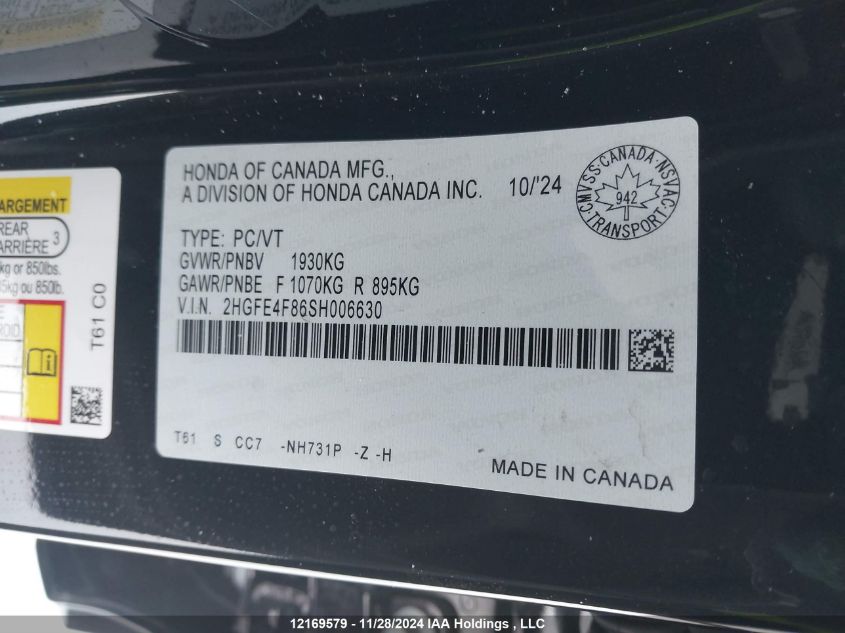 ARGEMENT
REAR
ARRIÈRE 3
kg or 850lbs.
5kg ou 850lb.
T61 C0
HONDA OF CANADA MFG.,
A DIVISION OF HONDA CANADA INC. 10/'24
CMVSS·CANADA·NSVAC
942
·TRANSPORT·
TYPE: PC/VT
GVWR/PNBV 1930KG
GAWR/PNBE F 1070KG R 895KG
V.I.N. 2HGFE4F86SH006630
T61 S CC7 -NH731P -Z -H
MADE IN CANADA
12169579 - 11/28/2024 IAA Holdings , LLC